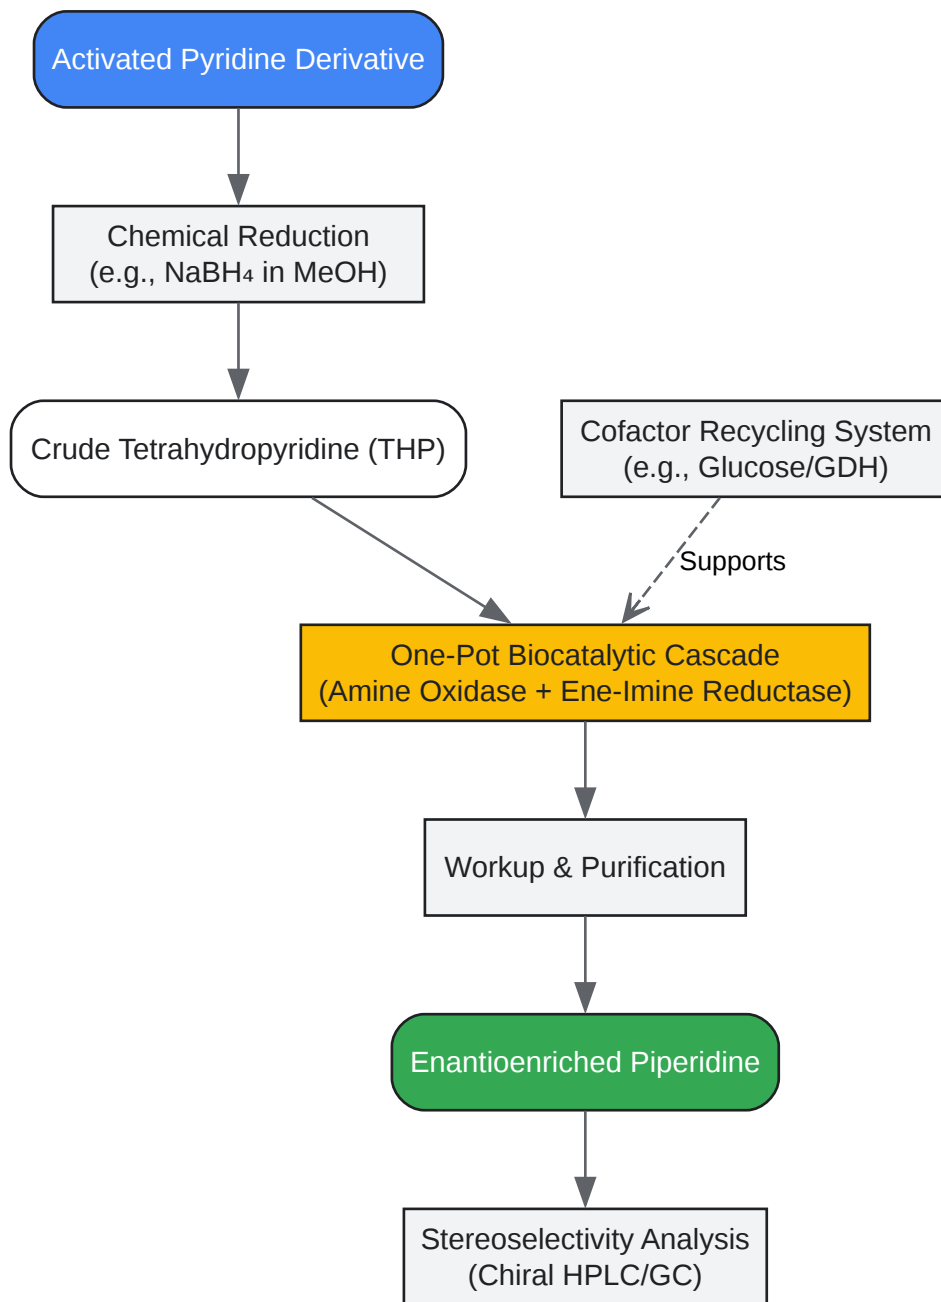 Activated Pyridine Derivative
Chemical Reduction
(e.g., NaBH₄ in MeOH)
Crude Tetrahydropyridine (THP)
Cofactor Recycling System
(e.g., Glucose/GDH)
Supports
One-Pot Biocatalytic Cascade
(Amine Oxidase + Ene-Imine Reductase)
Workup & Purification
Enantioenriched Piperidine
Stereoselectivity Analysis
(Chiral HPLC/GC)